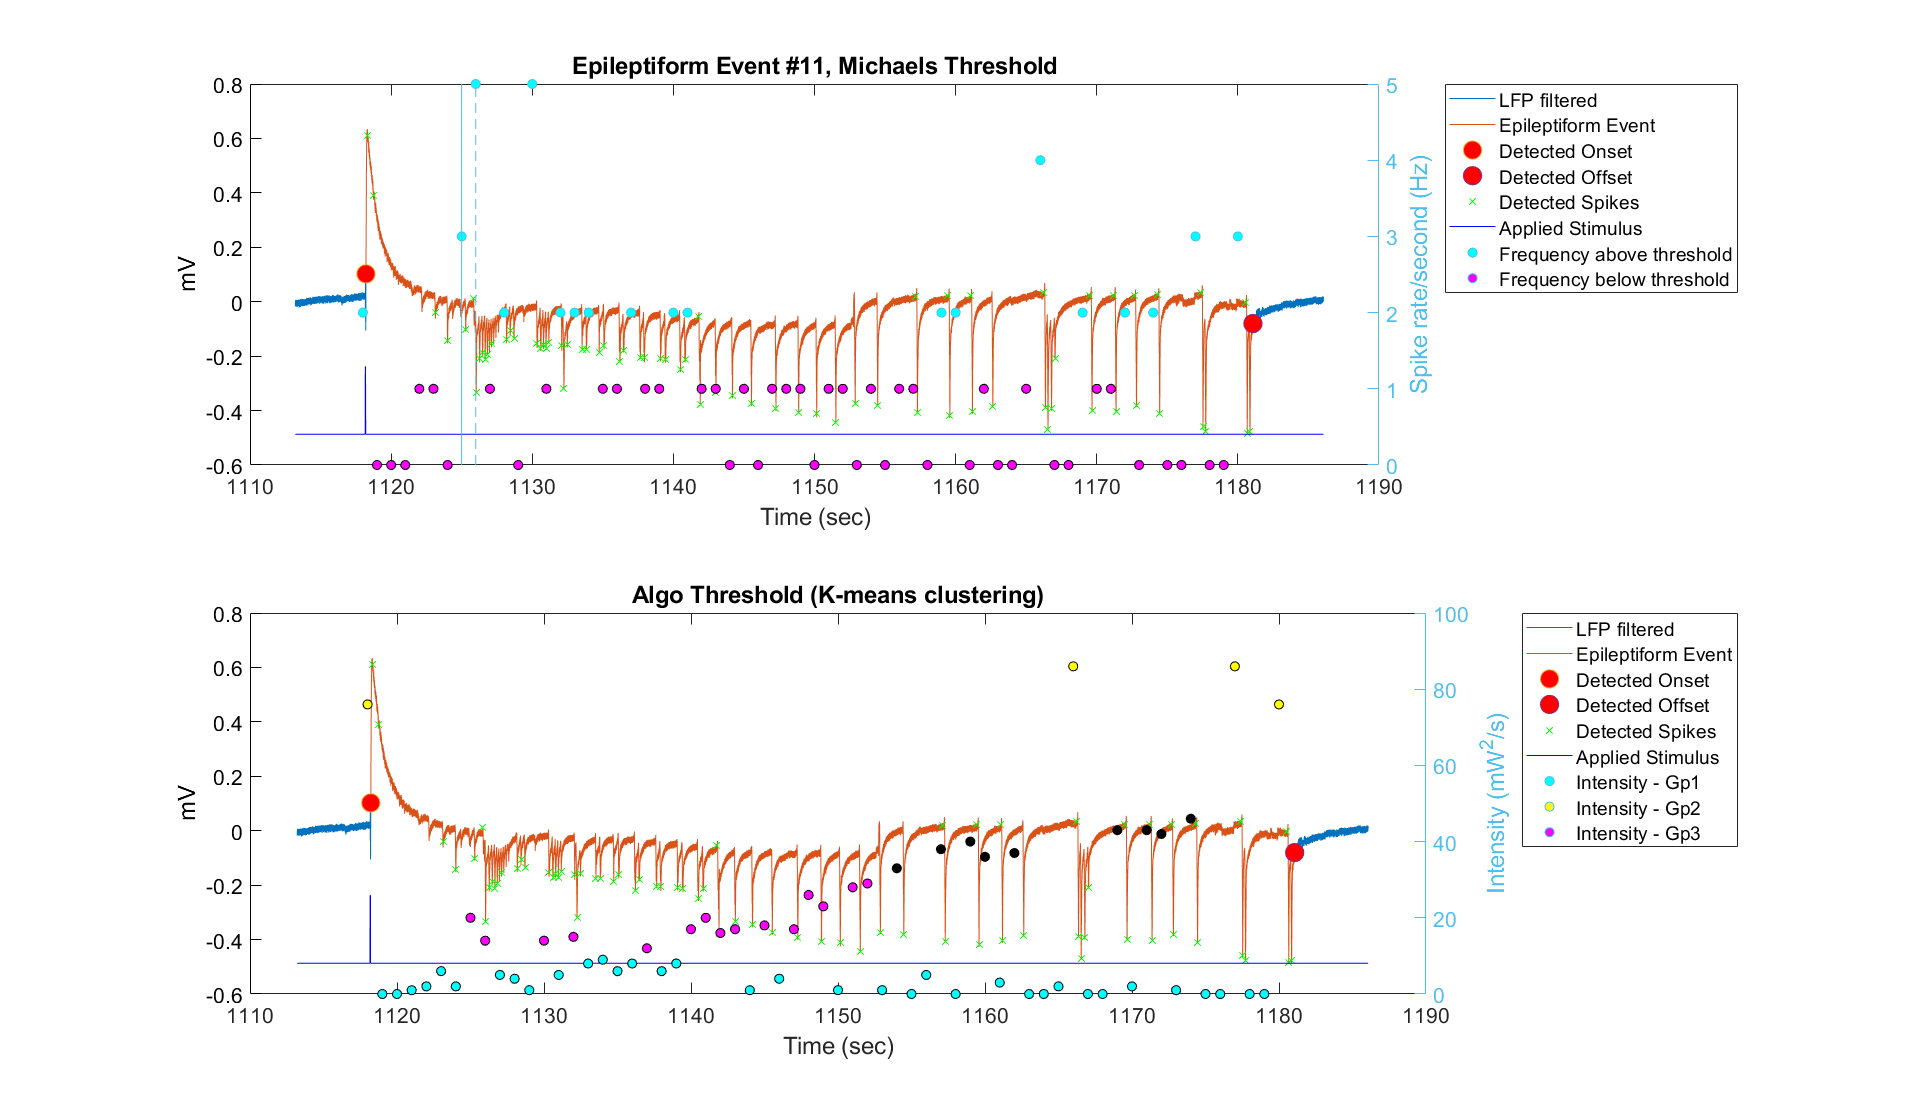 Epileptiform Event #11, Michaels Threshold
0.8
0.6
0.4
0.2
0
-0.2
-0.4
-0.6
mV
1110 1120 1130 1140 1150 1160 1170 1180 1190
Time (sec)
5
4
3
2
1
0
Spike rate/second (Hz)
LFP filtered
Epileptiform Event
Detected Onset
Detected Offset
Detected Spikes
Applied Stimulus
Frequency above threshold
Frequency below threshold
Algo Threshold (K-means clustering)
0.8
0.6
0.4
0.2
0
-0.2
-0.4
-0.6
mV
1110 1120 1130 1140 1150 1160 1170 1180 1190
Time (sec)
100
80
60
40
20
0
Intensity (mW²/s)
LFP filtered
Epileptiform Event
Detected Onset
Detected Offset
Detected Spikes
Applied Stimulus
Intensity - Gp1
Intensity - Gp2
Intensity - Gp3